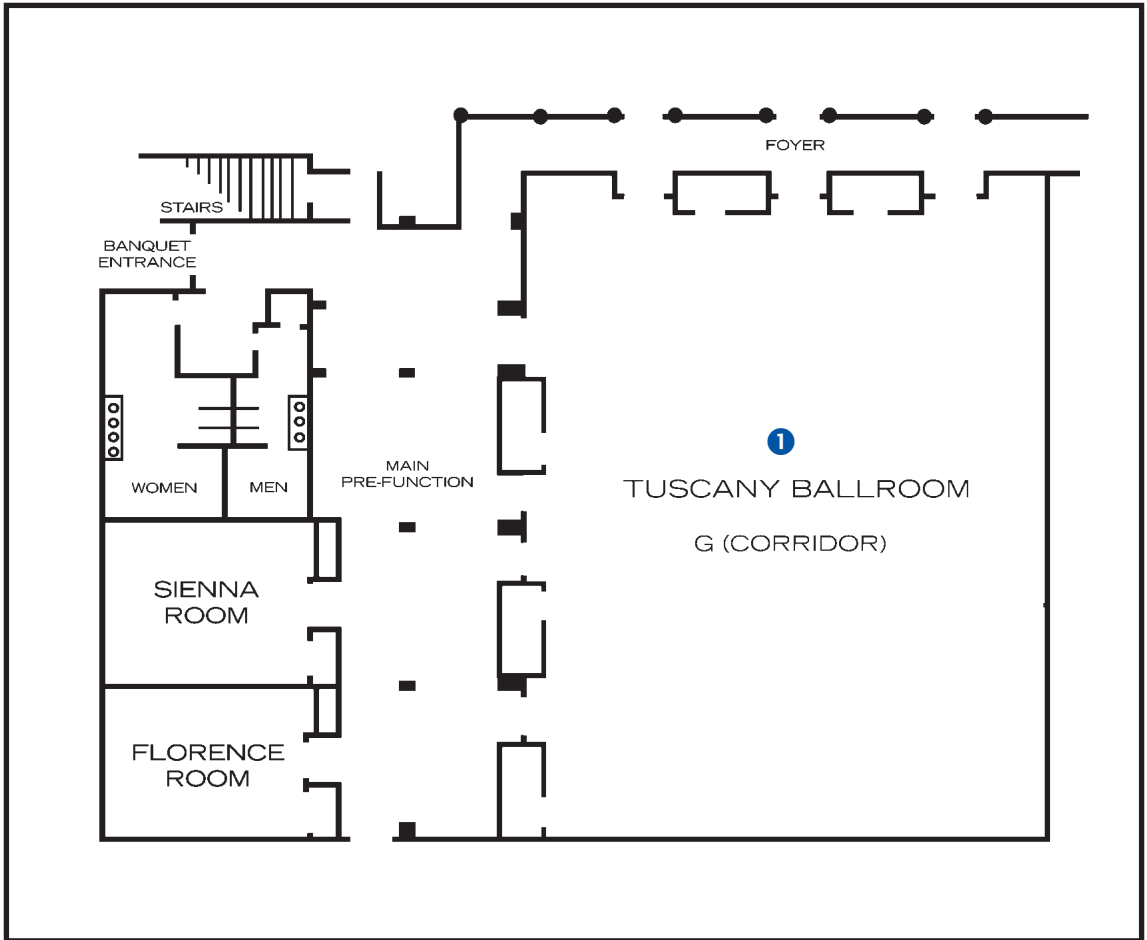 FOYER
STAIRS
BANQUET
ENTRANCE
1
MAIN
PRE-FUNCTION
TUSCANY BALLROOM
G (CORRIDOR)
WOMEN
MEN
SIENNA
ROOM
FLORENCE
ROOM